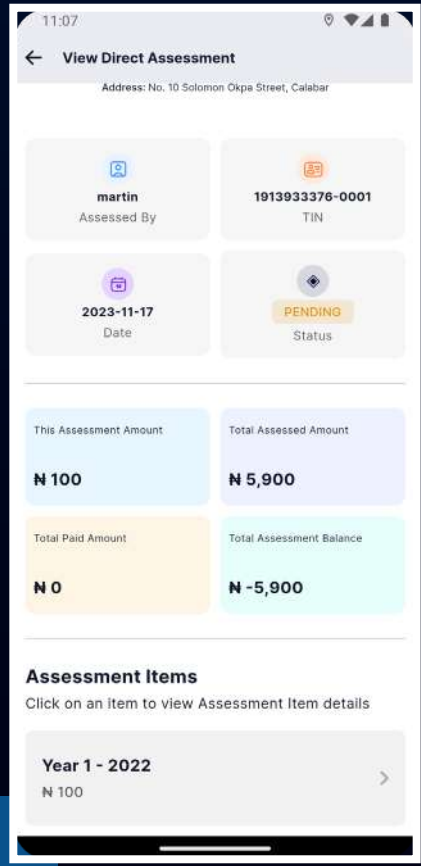 11:07
View Direct Assessment
Address: No. 10 Solomon Okpa Street, Calabar
martin
Assessed By
1913933376-0001
TIN
2023-11-17
Date
PENDING
Status
This Assessment Amount
₦ 100
Total Assessed Amount
₦ 5,900
Total Paid Amount
₦ 0
Total Assessment Balance
₦ -5,900
Assessment Items
Click on an item to view Assessment Item details
Year 1 - 2022
₦ 100